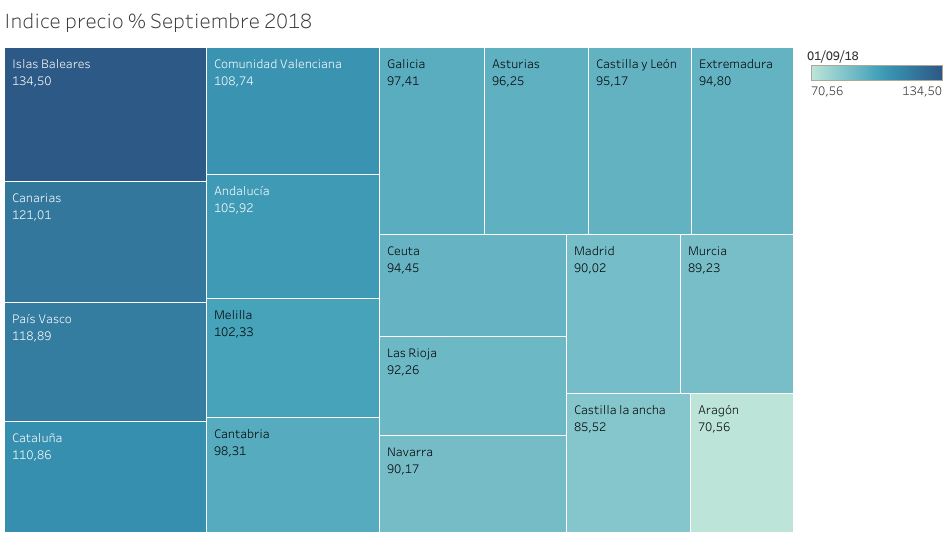 Indice precio % Septiembre 2018
Islas Baleares
134,50
Canarias
121,01
País Vasco
118,89
Cataluña
110,86
Comunidad Valenciana
108,74
Andalucía
105,92
Melilla
102,33
Cantabria
98,31
Galicia
97,41
Asturias
96,25
Castilla y León
95,17
Extremadura
94,80
Ceuta
94,45
Las Rioja
92,26
Navarra
90,17
Madrid
90,02
Murcia
89,23
Castilla la ancha
85,52
Aragón
70,56
01/09/18
70,56 134,50